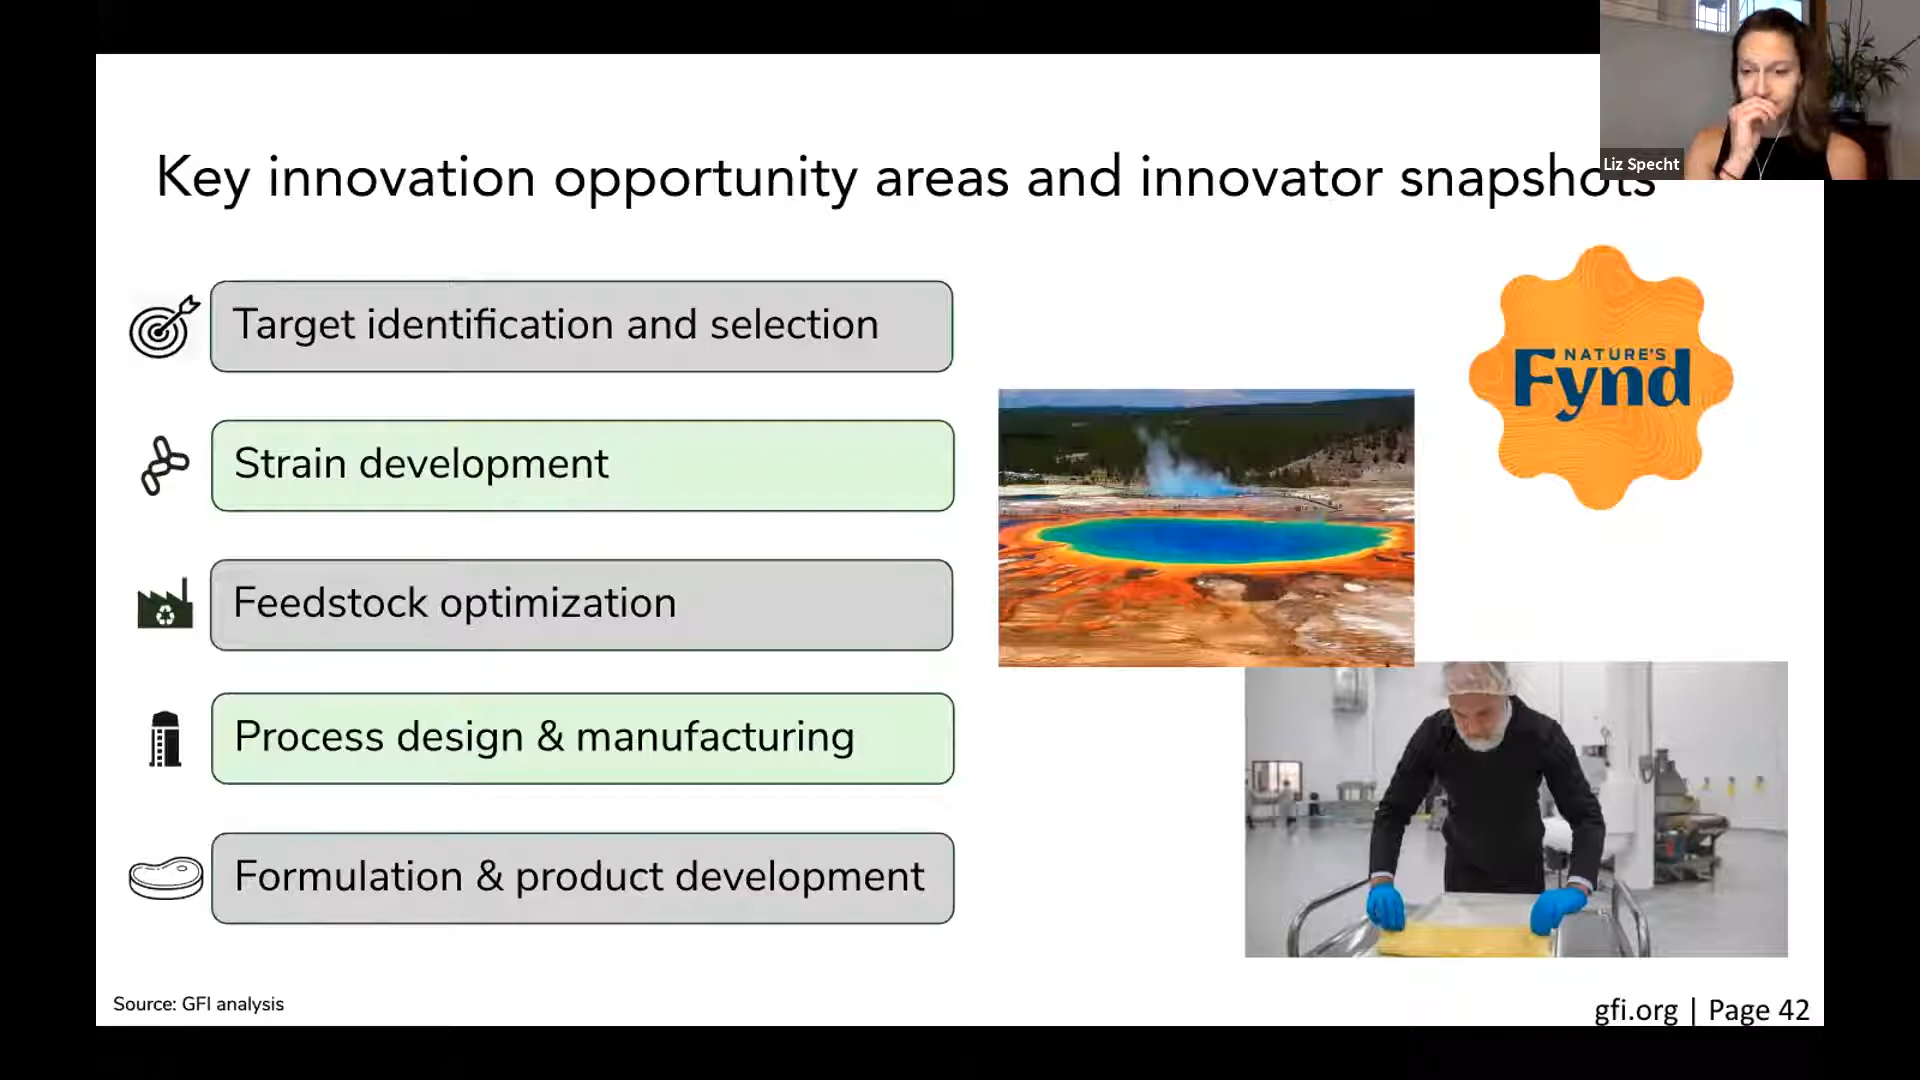 Liz Specht
Key innovation opportunity areas and innovator snapshots
Target identification and selection
Strain development
Feedstock optimization
Process design & manufacturing
Formulation & product development
NATURE'S
Fynd
Source: GFI analysis
gfi.org | Page 42